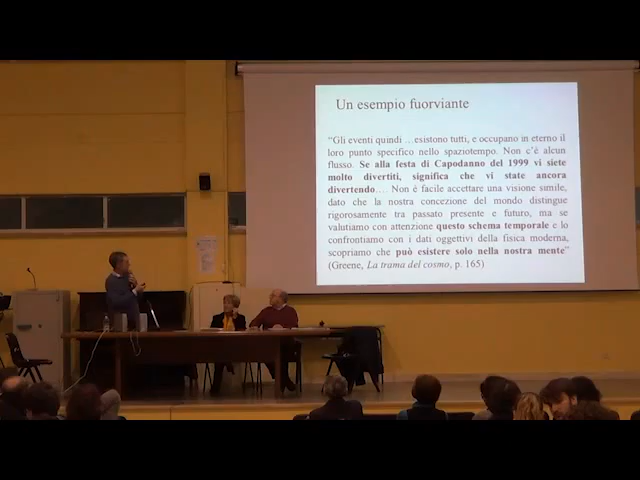 Un esempio fuorviante
“Gli eventi quindi …esistono tutti, e occupano in eterno il
loro punto specifico nello spaziotempo. Non c’è alcun
flusso. Se alla festa di Capodanno del 1999 vi siete
molto divertiti, significa che vi state ancora
divertendo…. Non è facile accettare una visione simile,
dato che la nostra concezione del mondo distingue
rigorosamente tra passato presente e futuro, ma se
valutiamo con attenzione questo schema temporale e lo
confrontiamo con i dati oggettivi della fisica moderna,
scopriamo che può esistere solo nella nostra mente”
(Greene, La trama del cosmo, p. 165)